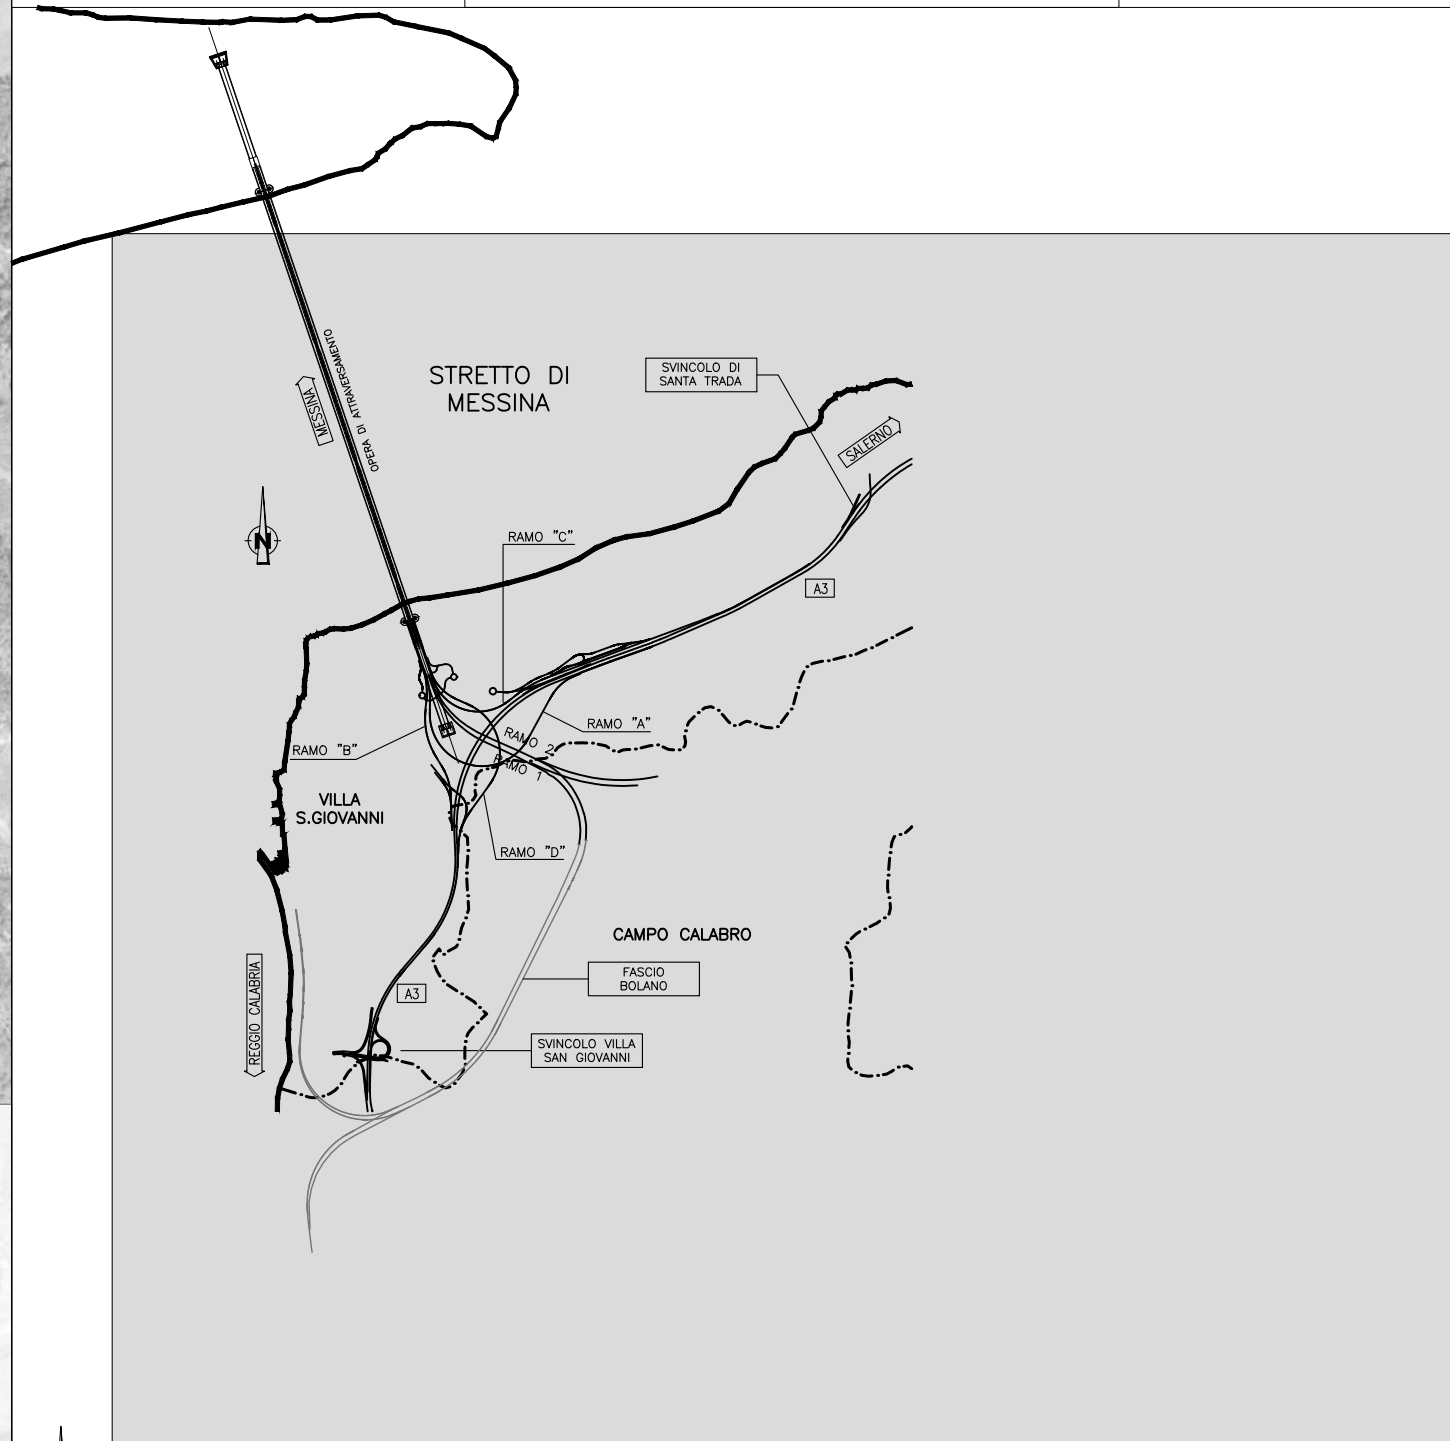 OPERA DI ATTRAVERSAMENTO
MESSINA
STRETTO DI
MESSINA
SVINCOLO DI
SANTA TRADA
SALERNO
N
RAMO "C"
A3
RAMO "A"
RAMO 2
RAMO "B"
RAMO 1
VILLA
S.GIOVANNI
RAMO "D"
CAMPO CALABRO
FASCIO
BOLANO
A3
REGGIO CALABRIA
SVINCOLO VILLA
SAN GIOVANNI